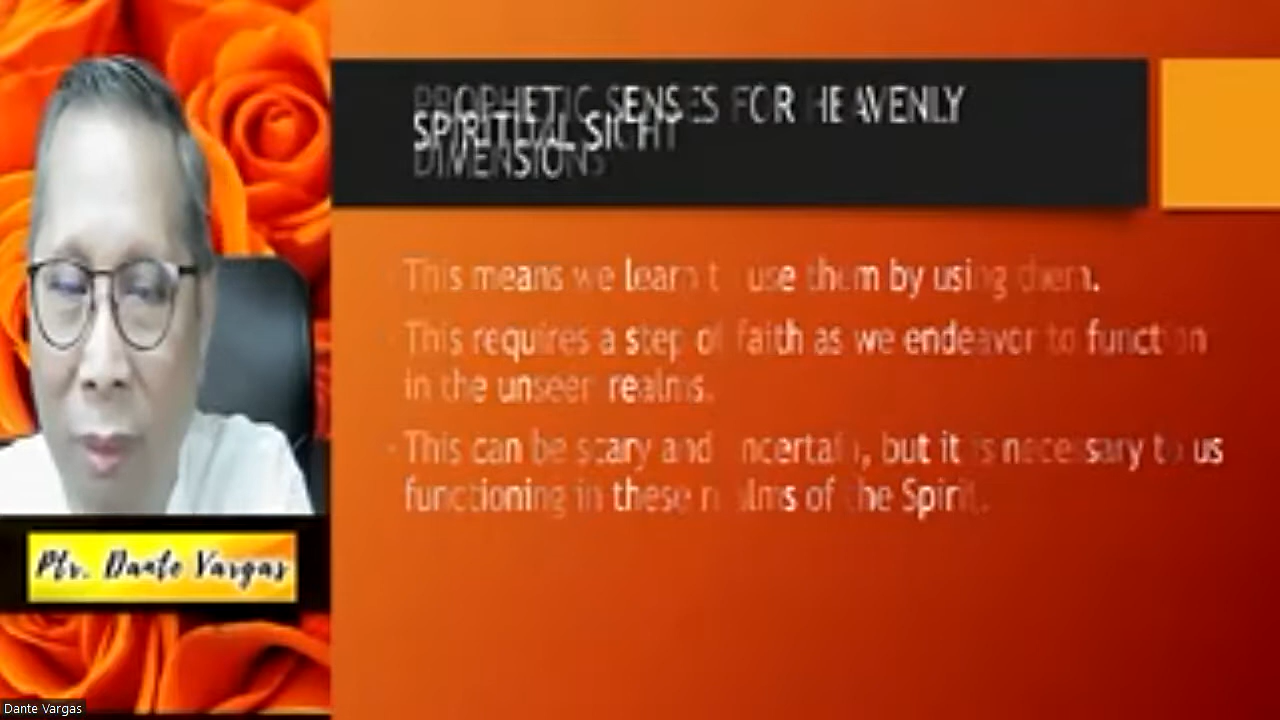 PROPHETIC SENSES FOR HEAVENLY
SPIRITUAL SIGHT
DIMENSIONS
This means we learn to use them by using them.
This requires a step of faith as we endeavor to function
in the unseen realms.
This can be scary and uncertain, but it is necessary to us
functioning in these realms of the Spirit.
Ptr. Dante Vargas
Dante Vargas